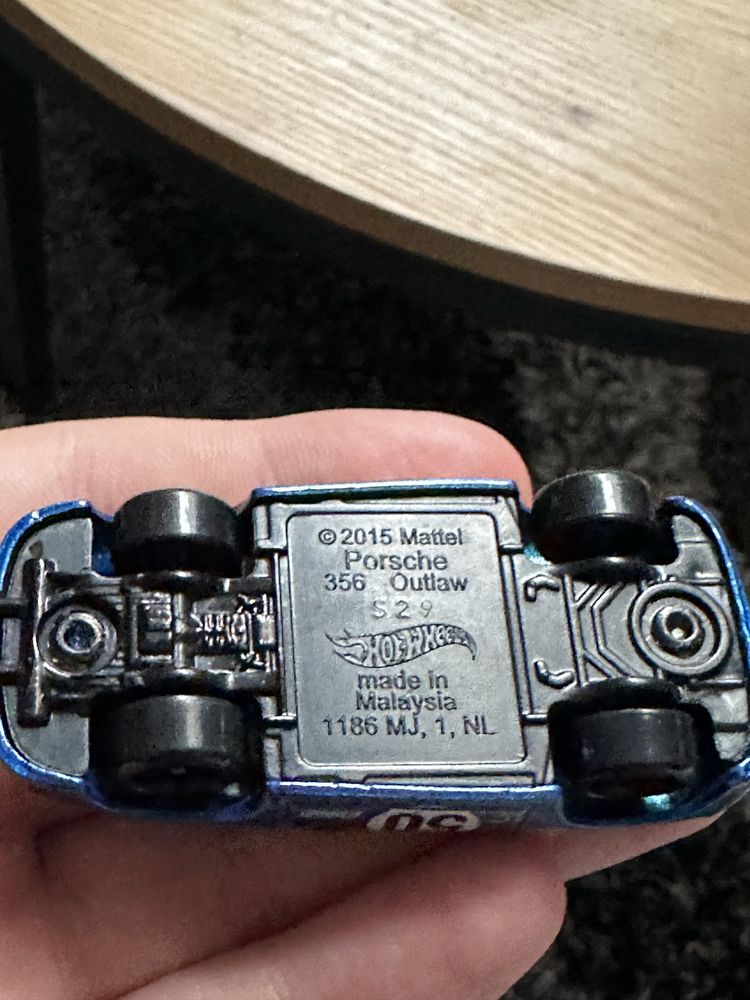 © 2015 Mattel
Porsche
356 Outlaw
S29
HOT WHEELS
made in
Malaysia
1186 MJ, 1, NL